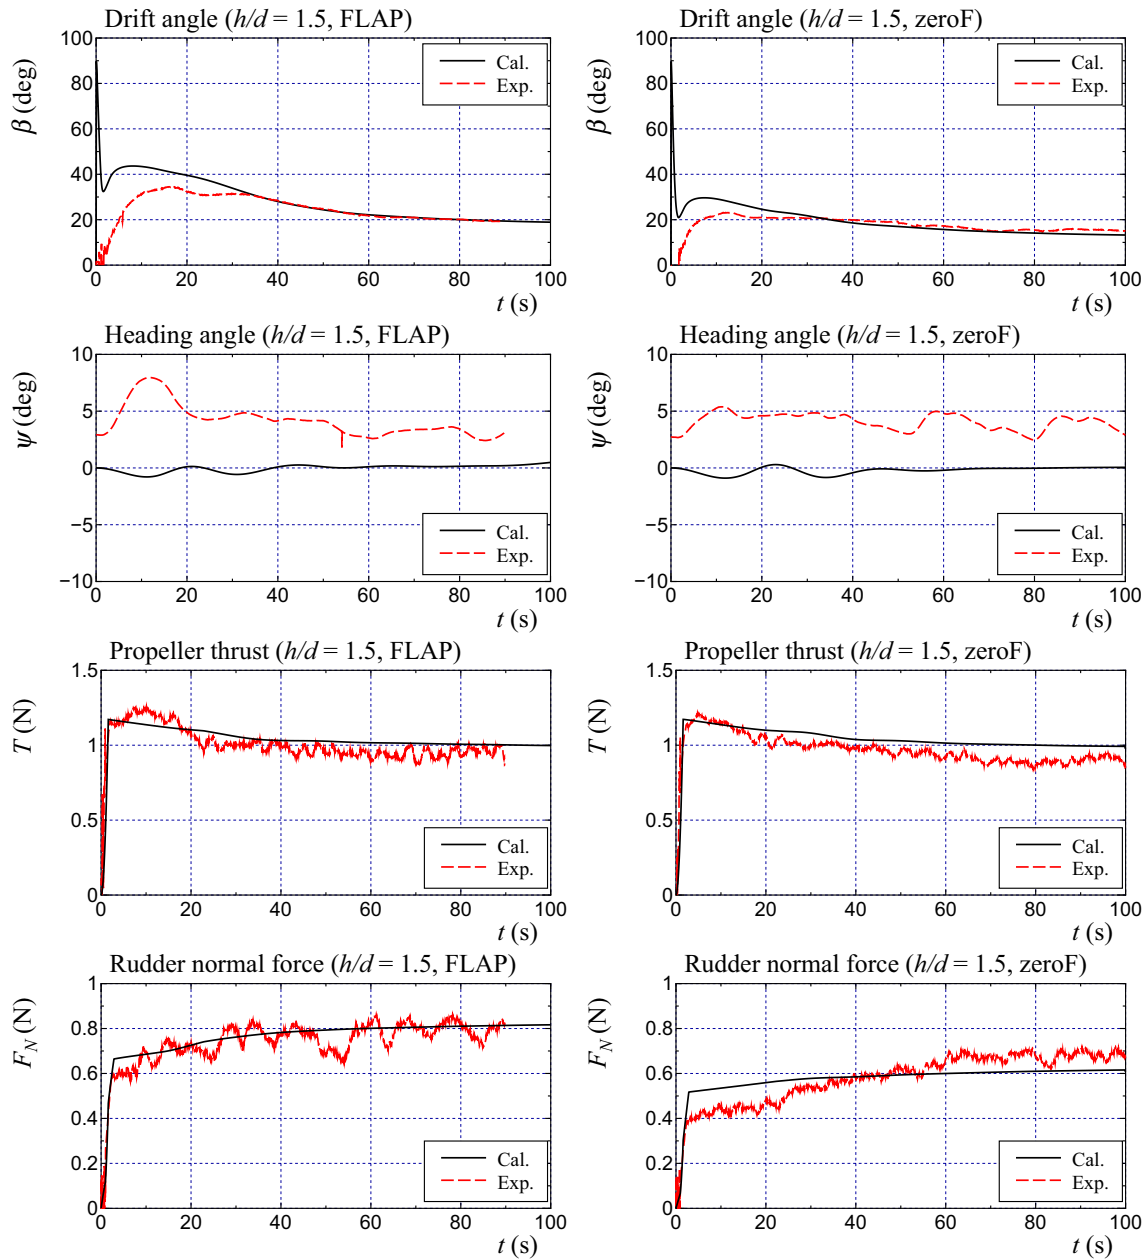 Drift angle (h/d = 1.5, FLAP)
100
80
60
40
20
0
β (deg)
Cal.
Exp.
0 20 40 60 80 100
t (s)
Drift angle (h/d = 1.5, zeroF)
100
80
60
40
20
0
β (deg)
Cal.
Exp.
0 20 40 60 80 100
t (s)
Heading angle (h/d = 1.5, FLAP)
10
5
0
−5
−10
ψ (deg)
Cal.
Exp.
0 20 40 60 80 100
t (s)
Heading angle (h/d = 1.5, zeroF)
10
5
0
−5
−10
ψ (deg)
Cal.
Exp.
0 20 40 60 80 100
t (s)
Propeller thrust (h/d = 1.5, FLAP)
1.5
1
0.5
0
T (N)
Cal.
Exp.
0 20 40 60 80 100
t (s)
Propeller thrust (h/d = 1.5, zeroF)
1.5
1
0.5
0
T (N)
Cal.
Exp.
0 20 40 60 80 100
t (s)
Rudder normal force (h/d = 1.5, FLAP)
1
0.8
0.6
0.4
0.2
0
F_N (N)
Cal.
Exp.
0 20 40 60 80 100
t (s)
Rudder normal force (h/d = 1.5, zeroF)
1
0.8
0.6
0.4
0.2
0
F_N (N)
Cal.
Exp.
0 20 40 60 80 100
t (s)